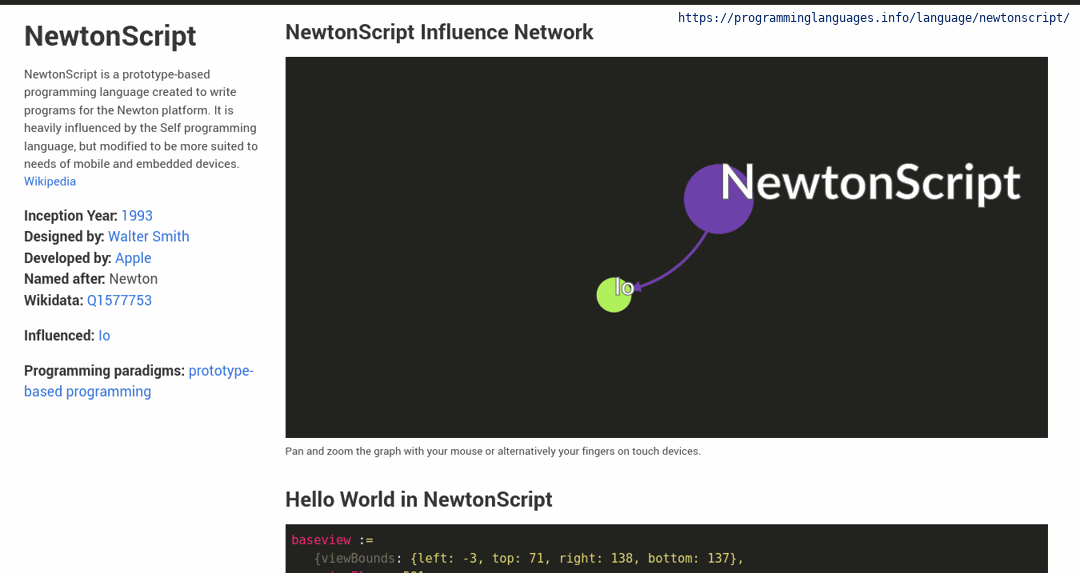 https://programminglanguages.info/language/newtonscript/
NewtonScript
NewtonScript is a prototype-based
programming language created to write
programs for the Newton platform. It is
heavily influenced by the Self programming
language, but modified to be more suited to
needs of mobile and embedded devices.
Wikipedia
Inception Year: 1993
Designed by: Walter Smith
Developed by: Apple
Named after: Newton
Wikidata: Q1577753
Influenced: Io
Programming paradigms: prototype-
based programming
NewtonScript Influence Network
NewtonScript
Io
Pan and zoom the graph with your mouse or alternatively your fingers on touch devices.
Hello World in NewtonScript
baseview :=
{viewBounds: {left: -3, top: 71, right: 138, bottom: 137},